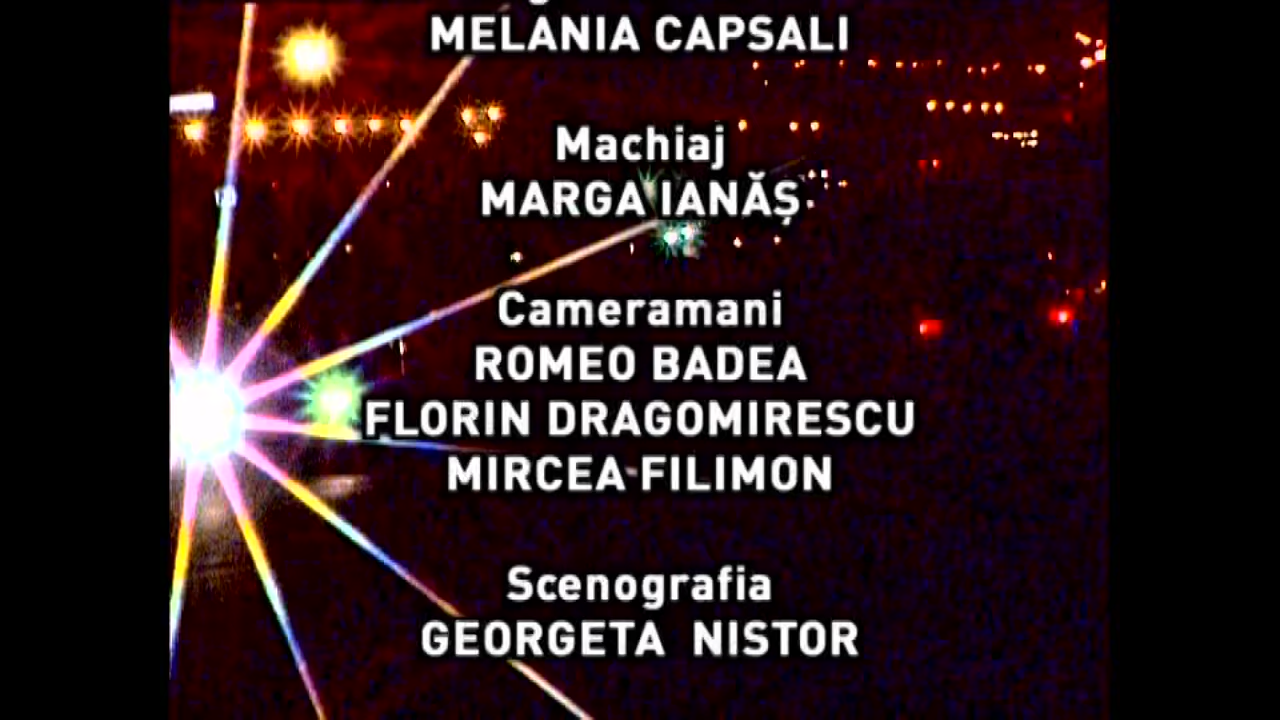 MELANIA CAPSALI
Machiaj
MARGA IANĂȘ
Cameramani
ROMEO BADEA
FLORIN DRAGOMIRESCU
MIRCEA FILIMON
Scenografia
GEORGETA NISTOR